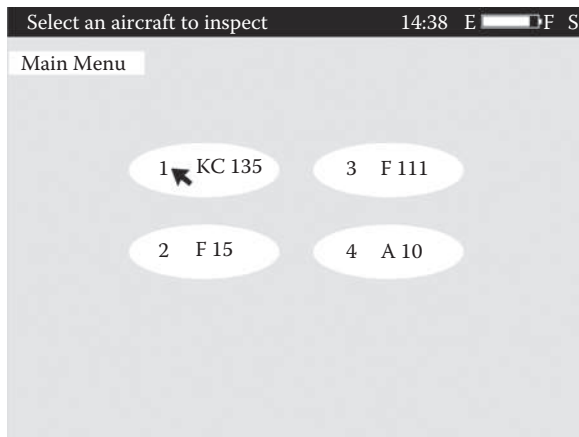 Select an aircraft to inspect 14:38 E F S
Main Menu
1 KC 135 3 F 111
2 F 15 4 A 10